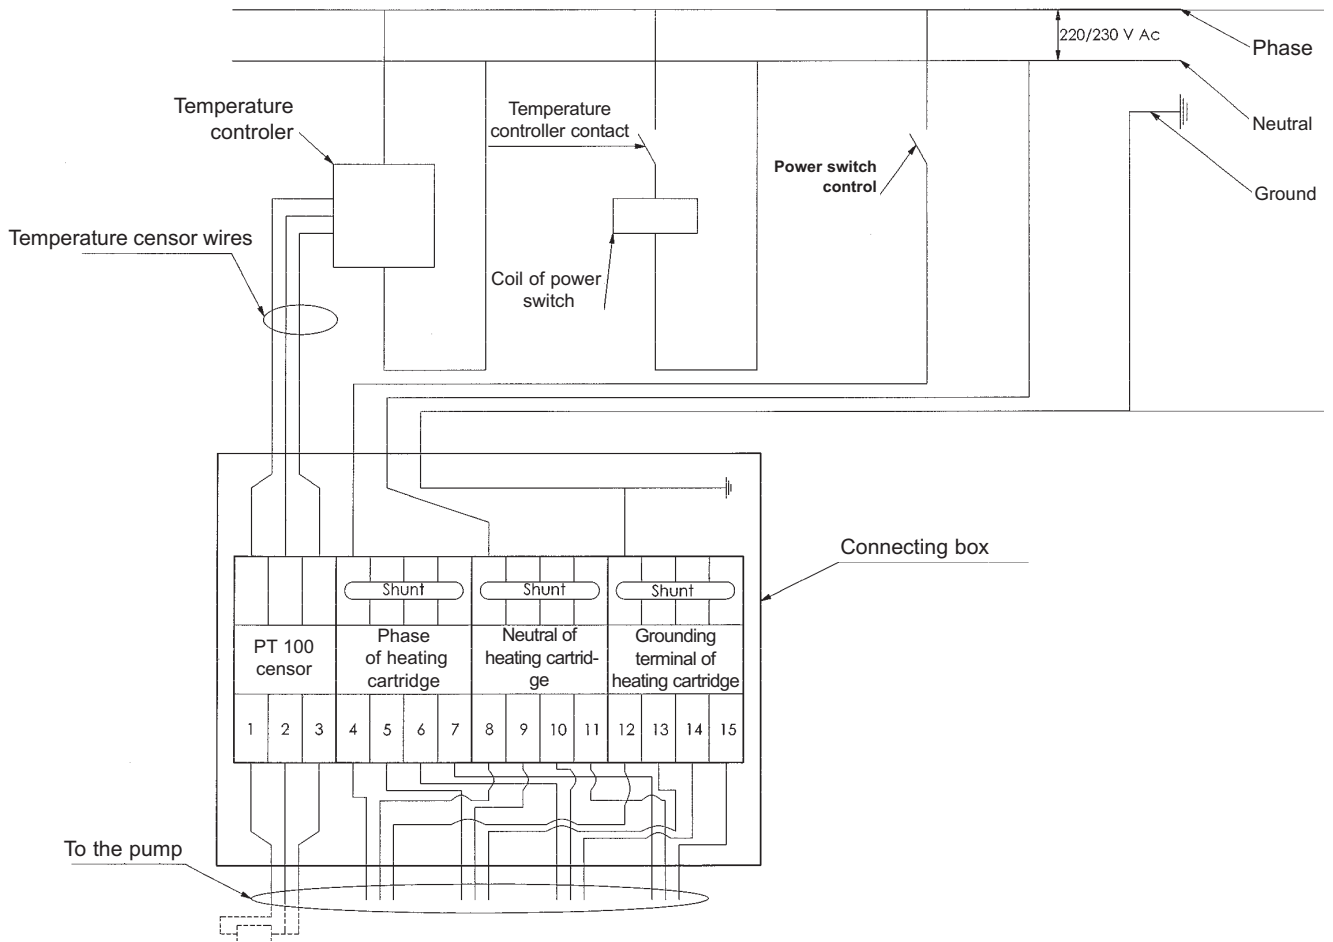 220/230 V Ac
Phase
Neutral
Ground
Temperature
controler
Temperature
controller contact
Power switch
control
Temperature censor wires
Coil of power
switch
Connecting box
Shunt
Shunt
Shunt
PT 100
censor
Phase
of heating
cartridge
Neutral of
heating cartrid-
ge
Grounding
terminal of
heating cartridge
1 2 3 4 5 6 7 8 9 10 11 12 13 14 15
To the pump